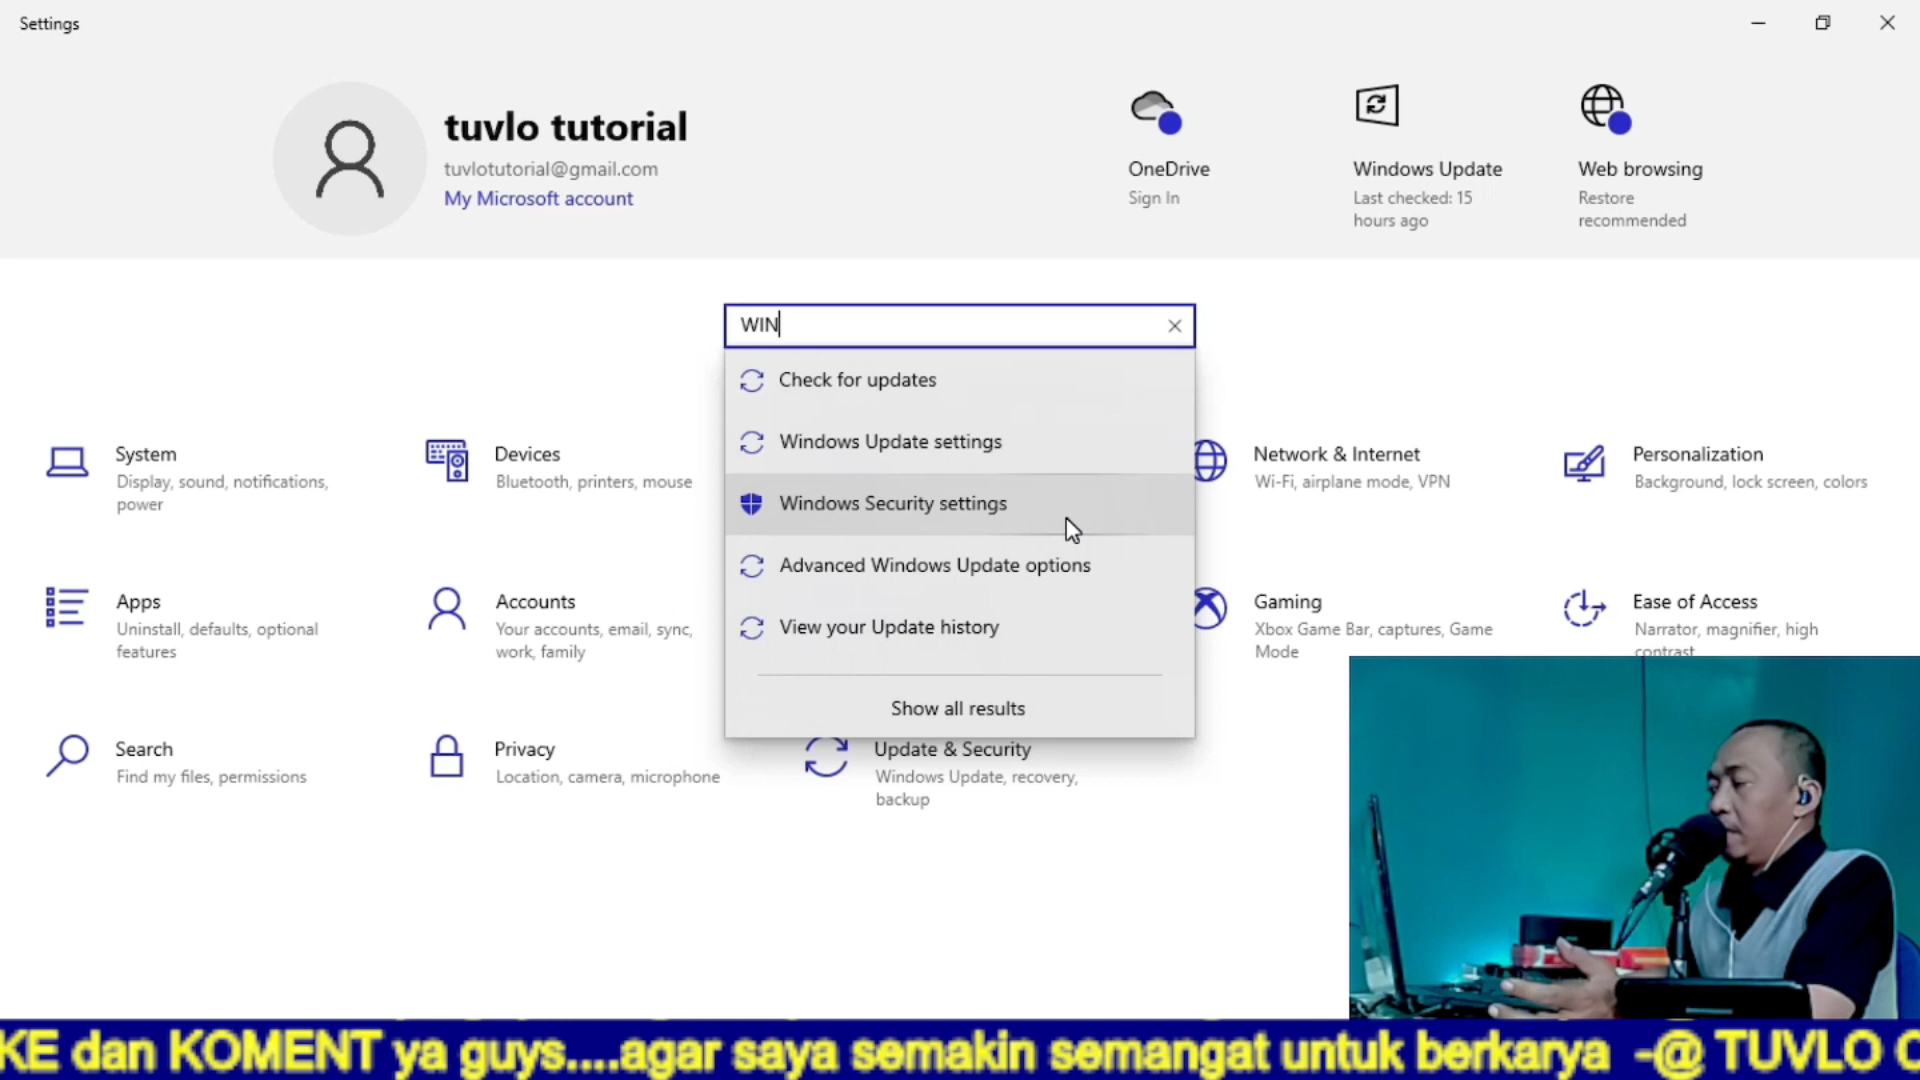 Settings
tuvlo tutorial
tuvlotutorial@gmail.com
My Microsoft account
OneDrive
Sign In
Windows Update
Last checked: 15
hours ago
Web browsing
Restore
recommended
WIN
Check for updates
Windows Update settings
Windows Security settings
Advanced Windows Update options
View your Update history
Show all results
System
Display, sound, notifications,
power
Devices
Bluetooth, printers, mouse
Network & Internet
Wi-Fi, airplane mode, VPN
Personalization
Background, lock screen, colors
Apps
Uninstall, defaults, optional
features
Accounts
Your accounts, email, sync,
work, family
Gaming
Xbox Game Bar, captures, Game
Mode
Ease of Access
Narrator, magnifier, high
contrast
Search
Find my files, permissions
Privacy
Location, camera, microphone
Update & Security
Windows Update, recovery,
backup
KE dan KOMENT ya guys....agar saya semakin semangat untuk berkarya -@ TUVLO